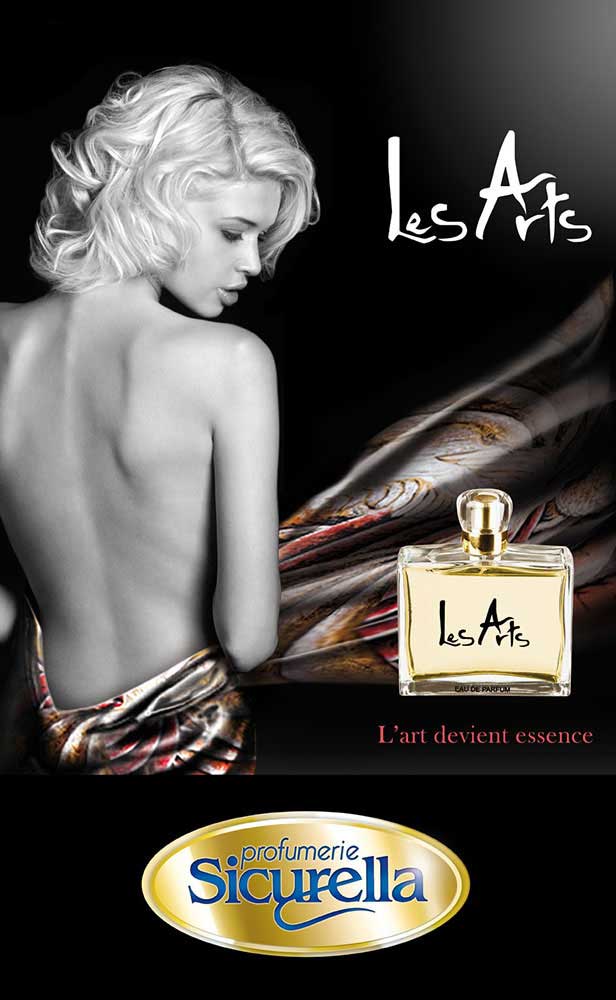 Les Arts
Les Arts
EAU DE PARFUM
L'art devient essence
profumerie
Sicurella